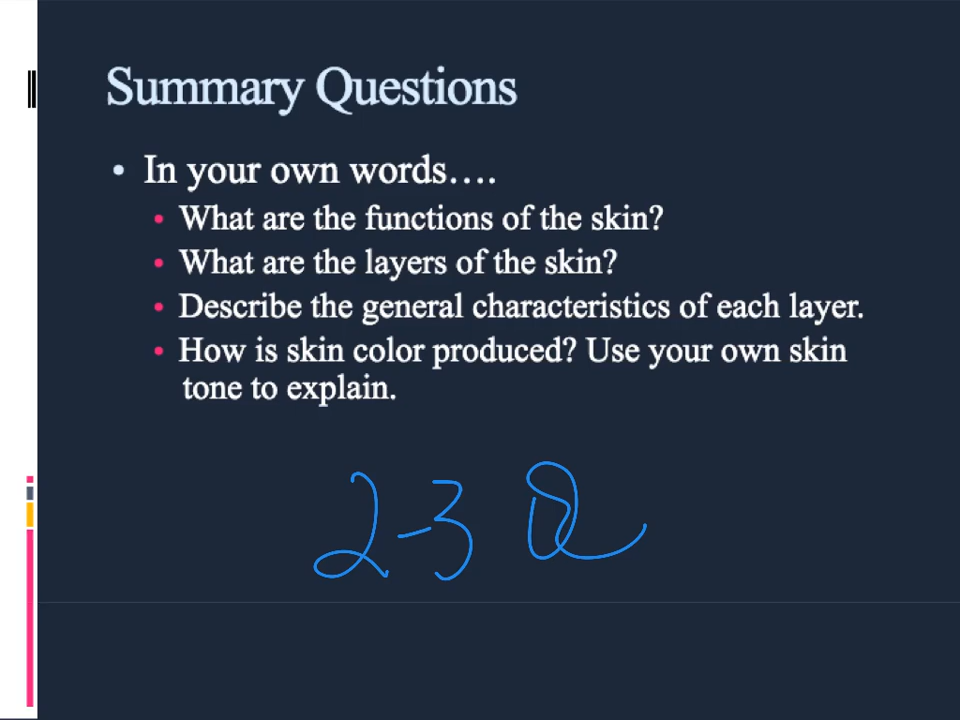 Summary Questions
• In your own words….
• What are the functions of the skin?
• What are the layers of the skin?
• Describe the general characteristics of each layer.
• How is skin color produced? Use your own skin
tone to explain.
2-3 Q